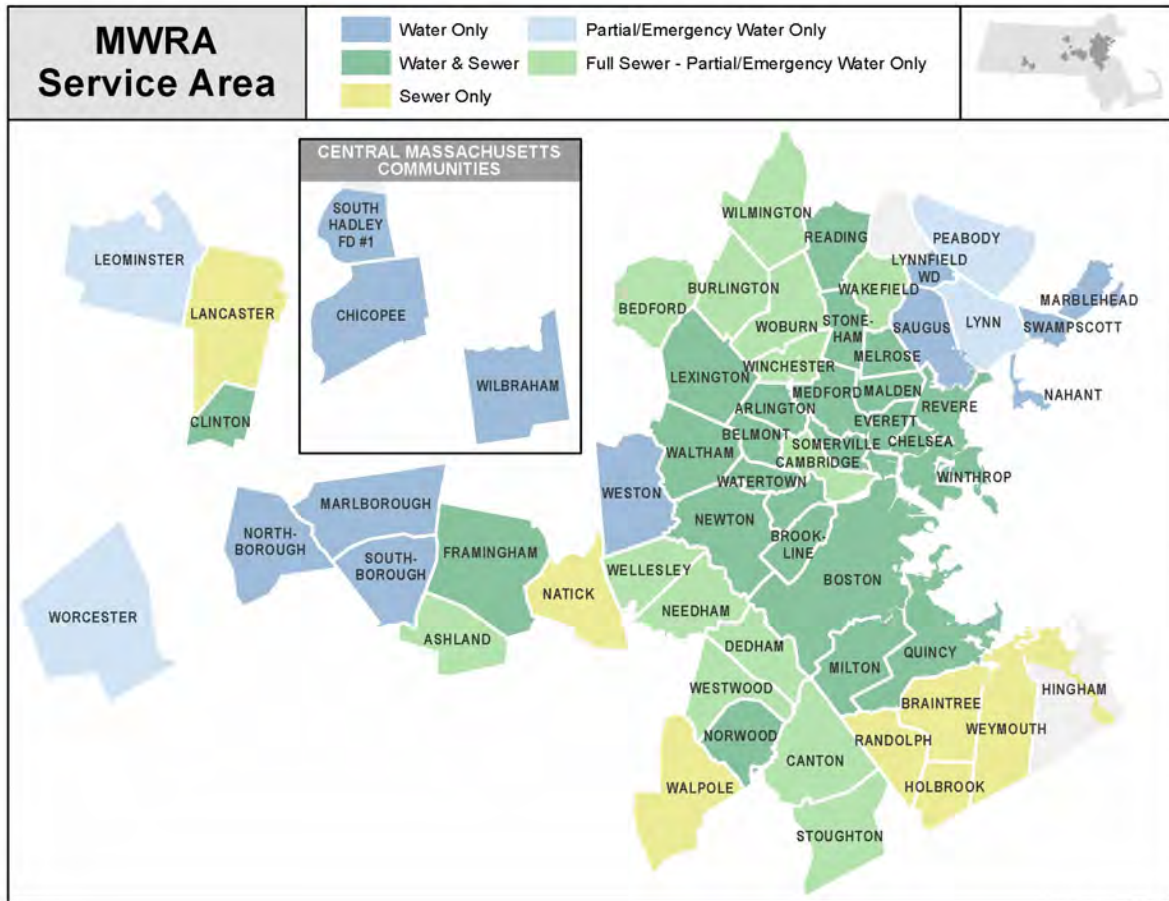 MWRA
Service Area
Water Only
Water & Sewer
Sewer Only
Partial/Emergency Water Only
Full Sewer - Partial/Emergency Water Only
CENTRAL MASSACHUSETTS
COMMUNITIES
SOUTH
HADLEY
FD #1
CHICOPEE
WILBRAHAM
LEOMINSTER
LANCASTER
CLINTON
WILMINGTON
READING
PEABODY
LYNNFIELD
WD
BURLINGTON
WAKEFIELD
MARBLEHEAD
BEDFORD
WOBURN
STONE-
HAM
SAUGUS
LYNN
SWAMPSCOTT
MELROSE
WINCHESTER
LEXINGTON
MEDFORD
MALDEN
NAHANT
ARLINGTON
REVERE
EVERETT
BELMONT
SOMERVILLE
CHELSEA
WALTHAM
CAMBRIDGE
WINTHROP
WATERTOWN
WESTON
MARLBOROUGH
NEWTON
NORTH-
BOROUGH
BROOK-
LINE
SOUTH-
BOROUGH
FRAMINGHAM
WELLESLEY
BOSTON
NATICK
NEEDHAM
WORCESTER
ASHLAND
DEDHAM
QUINCY
MILTON
WESTWOOD
HINGHAM
BRAINTREE
WEYMOUTH
NORWOOD
RANDOLPH
CANTON
WALPOLE
HOLBROOK
STOUGHTON